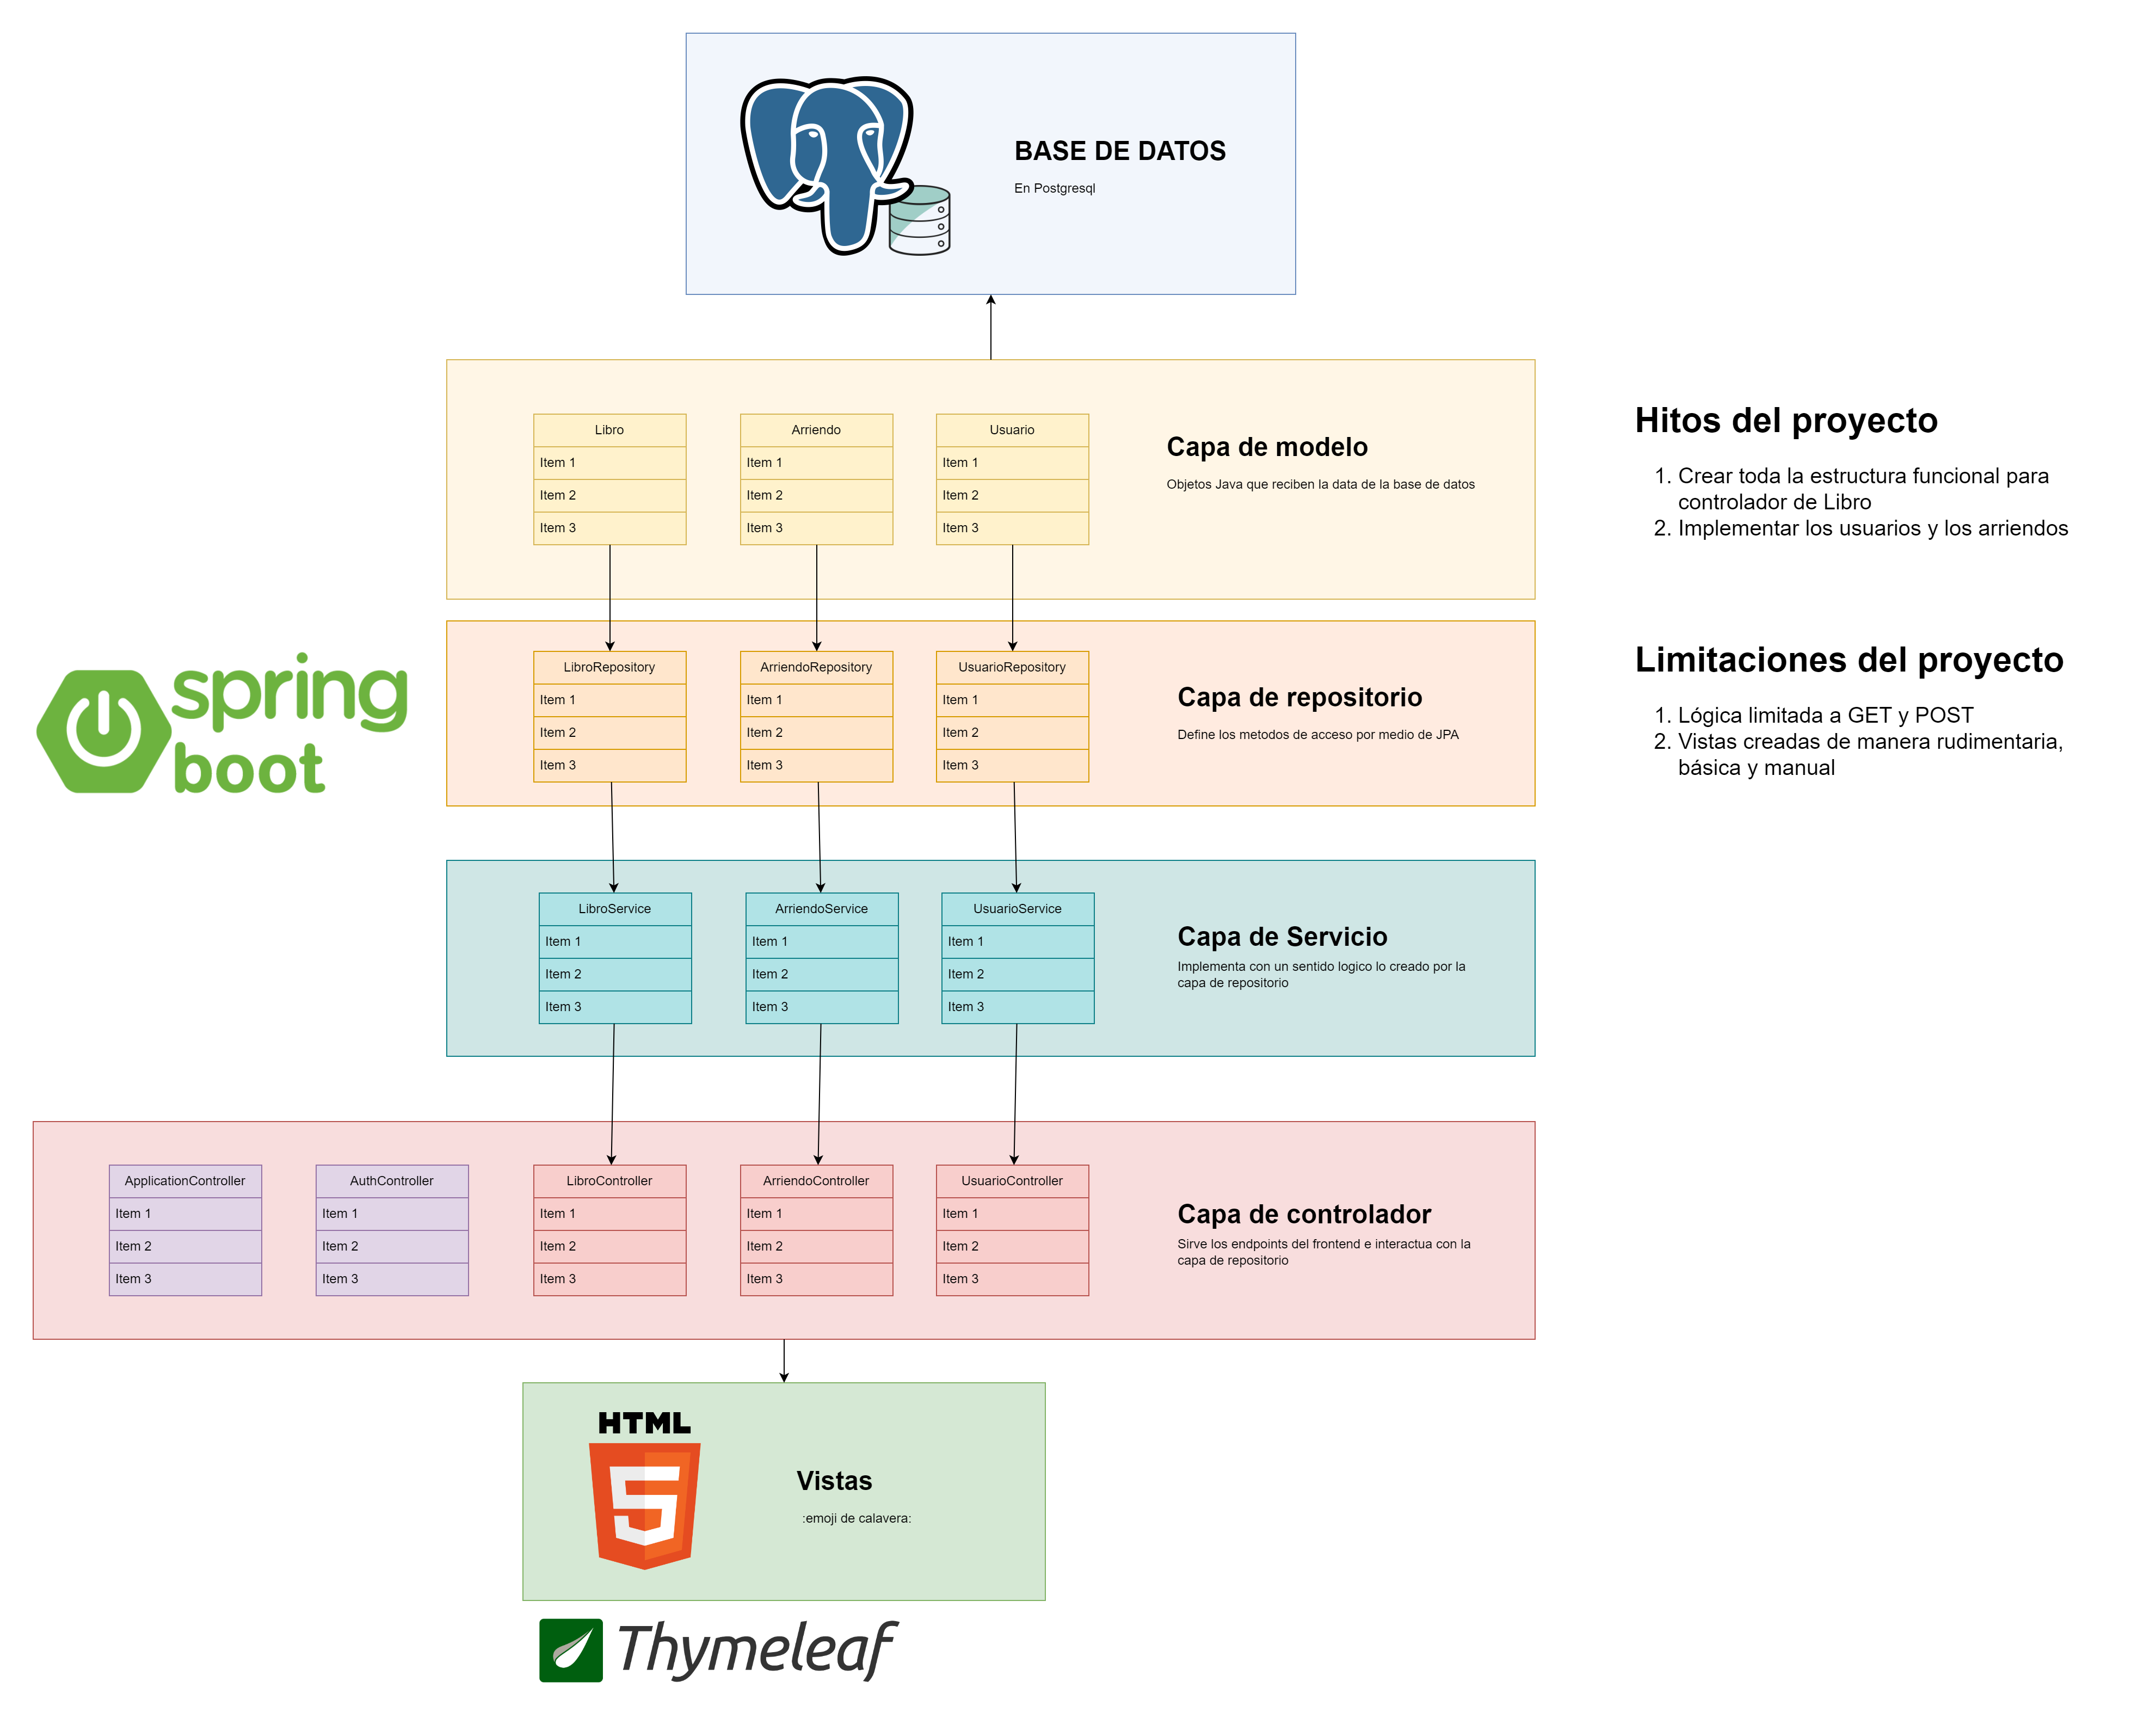 BASE DE DATOS
En Postgresql
Libro
Item 1
Item 2
Item 3
Arriendo
Item 1
Item 2
Item 3
Usuario
Item 1
Item 2
Item 3
Capa de modelo
Objetos Java que reciben la data de la base de datos
Hitos del proyecto
1. Crear toda la estructura funcional para
controlador de Libro
2. Implementar los usuarios y los arriendos
spring
boot
LibroRepository
Item 1
Item 2
Item 3
ArriendoRepository
Item 1
Item 2
Item 3
UsuarioRepository
Item 1
Item 2
Item 3
Capa de repositorio
Define los metodos de acceso por medio de JPA
Limitaciones del proyecto
1. Lógica limitada a GET y POST
2. Vistas creadas de manera rudimentaria,
básica y manual
LibroService
Item 1
Item 2
Item 3
ArriendoService
Item 1
Item 2
Item 3
UsuarioService
Item 1
Item 2
Item 3
Capa de Servicio
Implementa con un sentido logico lo creado por la
capa de repositorio
ApplicationController
Item 1
Item 2
Item 3
AuthController
Item 1
Item 2
Item 3
LibroController
Item 1
Item 2
Item 3
ArriendoController
Item 1
Item 2
Item 3
UsuarioController
Item 1
Item 2
Item 3
Capa de controlador
Sirve los endpoints del frontend e interactua con la
capa de repositorio
HTML
5
Vistas
:emoji de calavera:
Thymeleaf